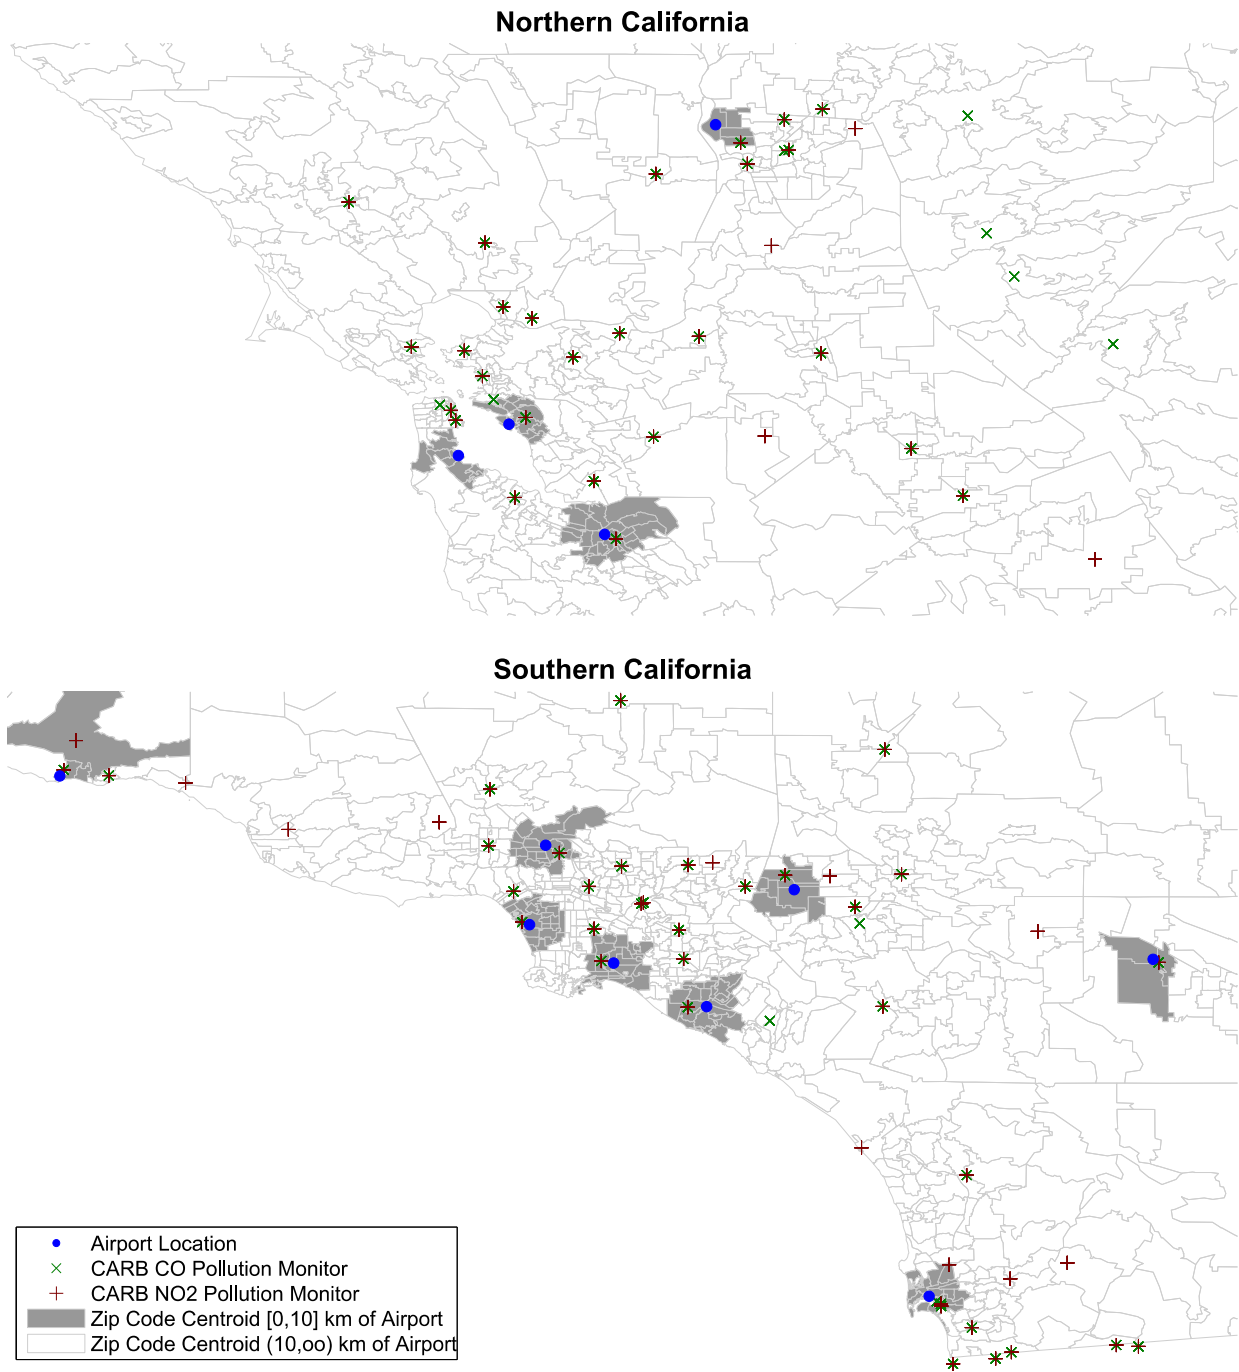 Northern California
Southern California
Airport Location
CARB CO Pollution Monitor
CARB NO2 Pollution Monitor
Zip Code Centroid [0,10] km of Airport
Zip Code Centroid (10,oo) km of Airport